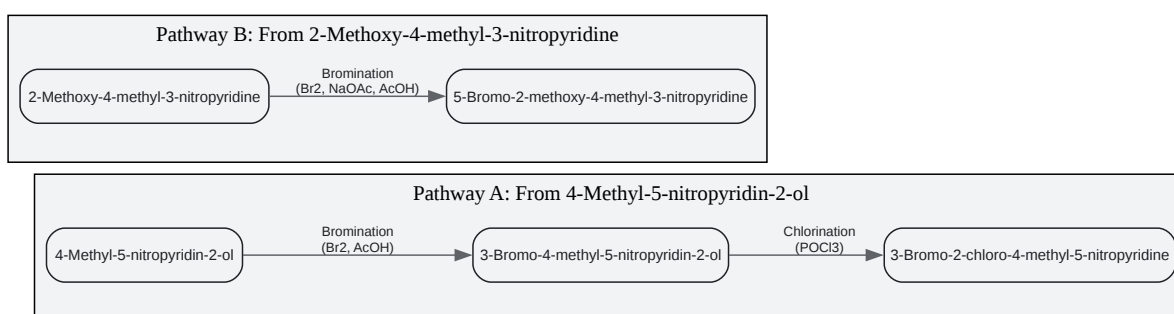 Pathway B: From 2-Methoxy-4-methyl-3-nitropyridine
Bromination
(Br2, NaOAc, AcOH)
2-Methoxy-4-methyl-3-nitropyridine
5-Bromo-2-methoxy-4-methyl-3-nitropyridine
Pathway A: From 4-Methyl-5-nitropyridin-2-ol
Bromination
(Br2, AcOH)
Chlorination
(POCl3)
4-Methyl-5-nitropyridin-2-ol
3-Bromo-4-methyl-5-nitropyridin-2-ol
3-Bromo-2-chloro-4-methyl-5-nitropyridine